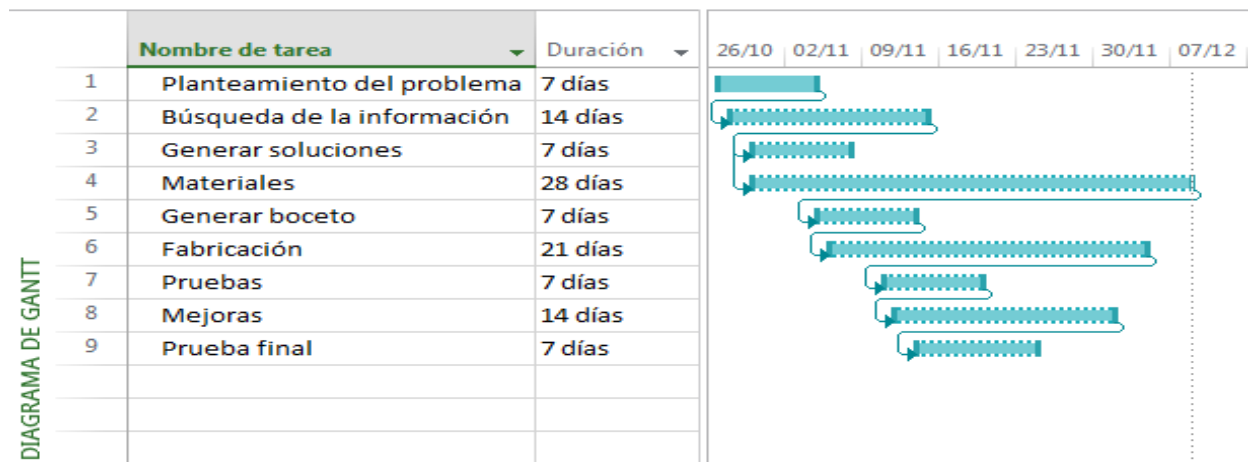 Nombre de tarea Duración 26/10 02/11 09/11 16/11 23/11 30/11 07/12
1 Planteamiento del problema 7 días
2 Búsqueda de la información 14 días
3 Generar soluciones 7 días
4 Materiales 28 días
5 Generar boceto 7 días
6 Fabricación 21 días
7 Pruebas 7 días
8 Mejoras 14 días
9 Prueba final 7 días
DIAGRAMA DE GANTT